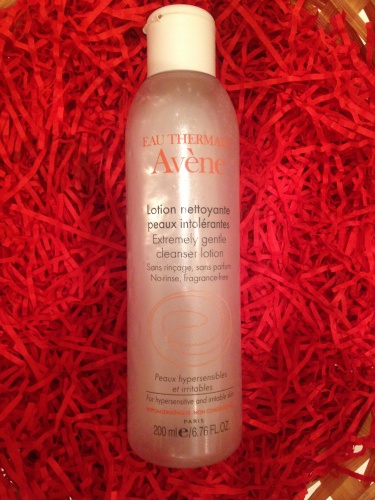 EAU THERMALE
Avène
Lotion nettoyante
peaux intolérantes
Extremely gentle
cleanser lotion
Sans rinçage, sans parfum
No-rinse, fragrance-free
Peaux hypersensibles
et irritables
For hypersensitive and irritable skin
PARIS
200 ml e/6.76 FL.OZ.